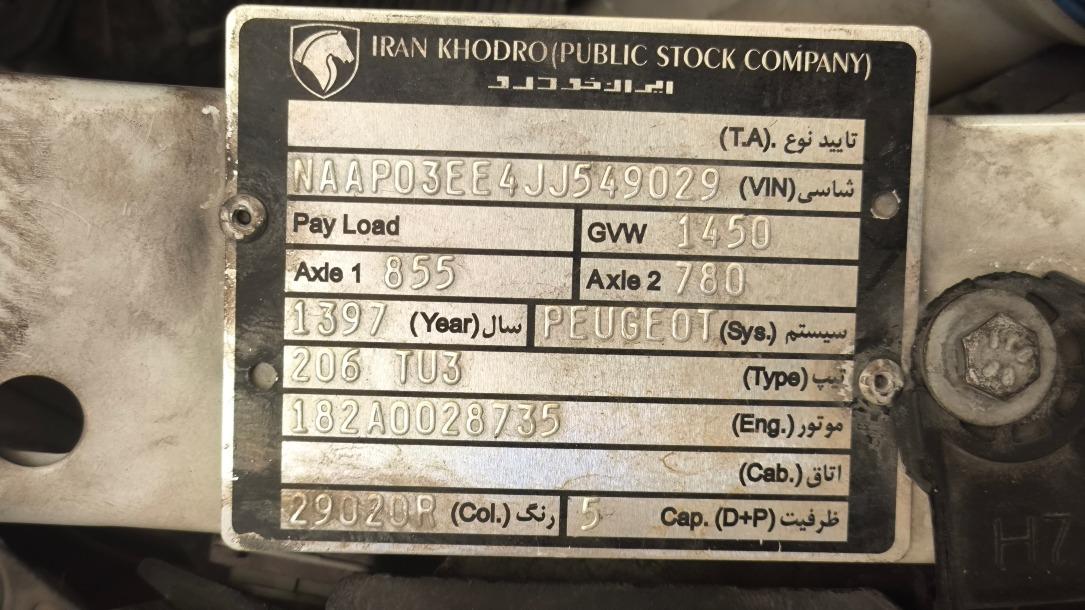 IRAN KHODRO (PUBLIC STOCK COMPANY)
ایران خودرو
تایید نوع (T.A.)
NAAP03EE4JJ549029 شاسی (VIN)
Pay Load GVW 1450
Axle 1 855 Axle 2 780
1397 سال (Year) PEUGEOT سیستم (Sys.)
206 TU3 تیپ (Type)
182A0028735 موتور (Eng.)
اتاق (Cab.)
29020R رنگ (Col.) 5 ظرفیت Cap. (D+P)
H7